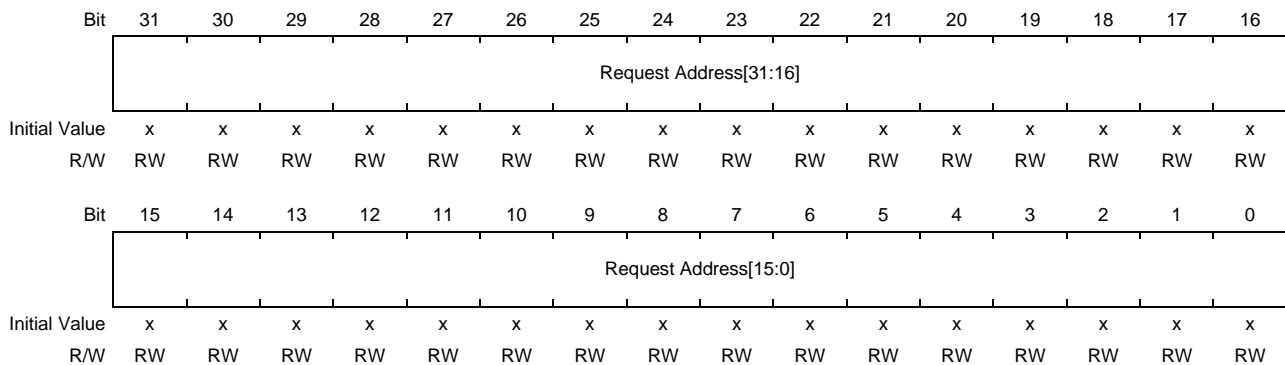 Bit 31 30 29 28 27 26 25 24 23 22 21 20 19 18 17 16
Request Address[31:16]
Initial Value x x x x x x x x x x x x x x x x
R/W RW RW RW RW RW RW RW RW RW RW RW RW RW RW RW RW
Bit 15 14 13 12 11 10 9 8 7 6 5 4 3 2 1 0
Request Address[15:0]
Initial Value x x x x x x x x x x x x x x x x
R/W RW RW RW RW RW RW RW RW RW RW RW RW RW RW RW RW